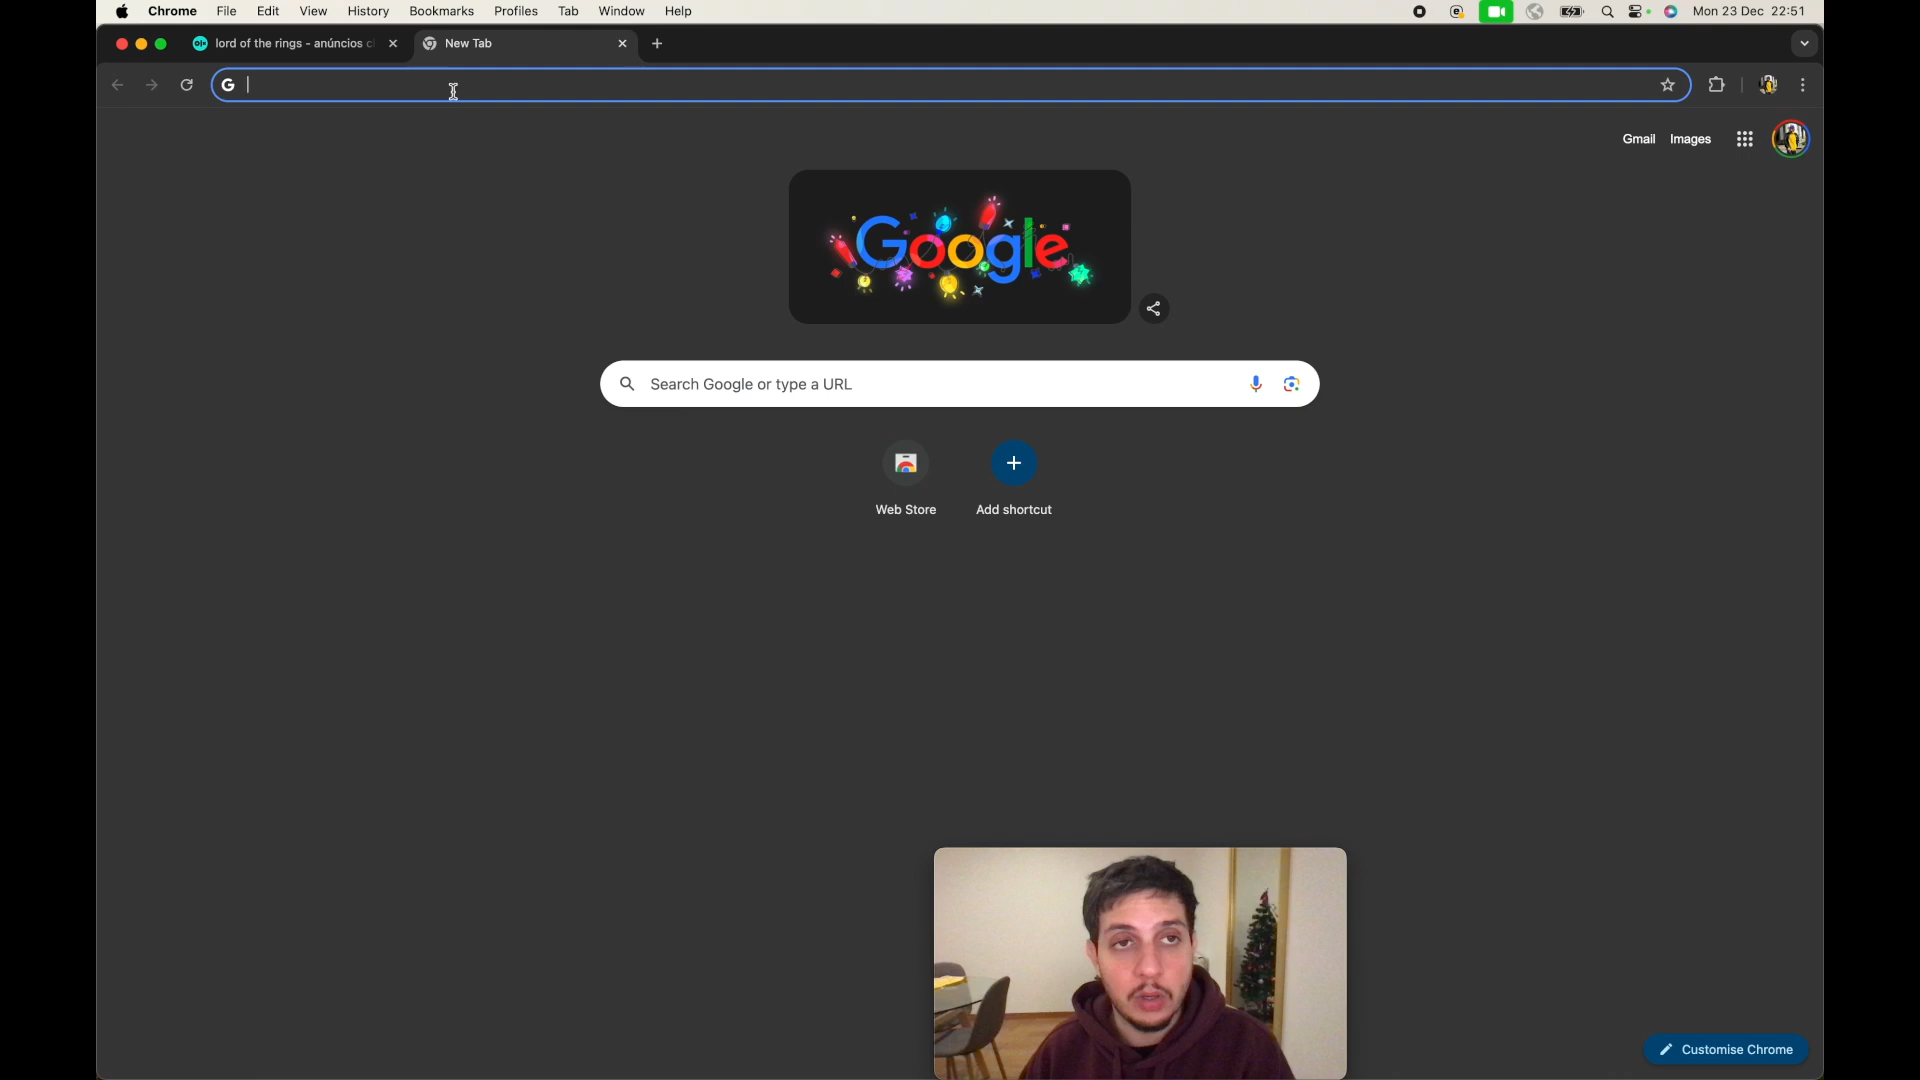 Chrome File Edit View History Bookmarks Profiles Tab Window Help Mon 23 Dec 22:51
lord of the rings - anúncios New Tab
Gmail Images
Google
Search Google or type a URL
Web Store Add shortcut
Customise Chrome